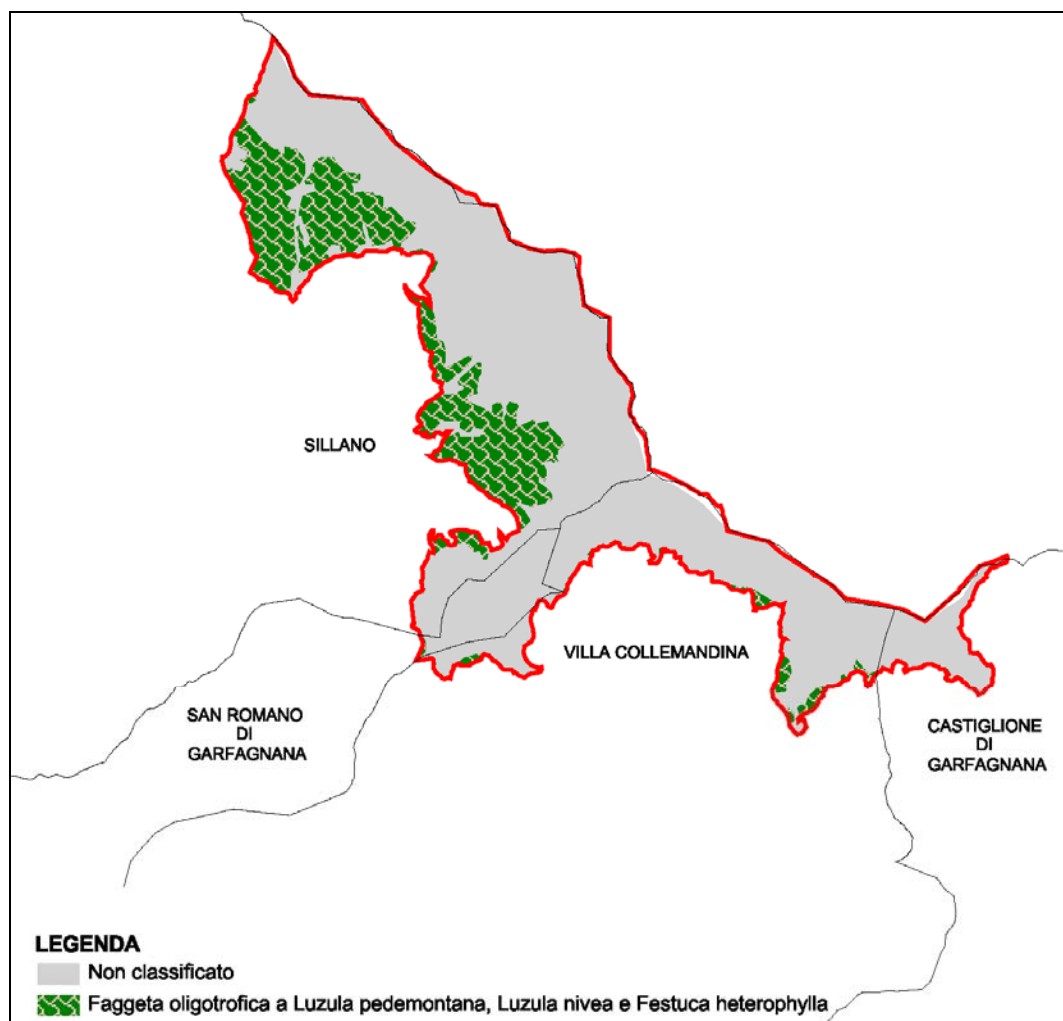 SILLANO
VILLA COLLEMANDINA
SAN ROMANO
DI
GARFAGNANA
CASTIGLIONE
DI
GARFAGNANA
LEGENDA
Non classificato
Faggeta oligotrofica a Luzula pedemontana, Luzula nivea e Festuca heterophylla